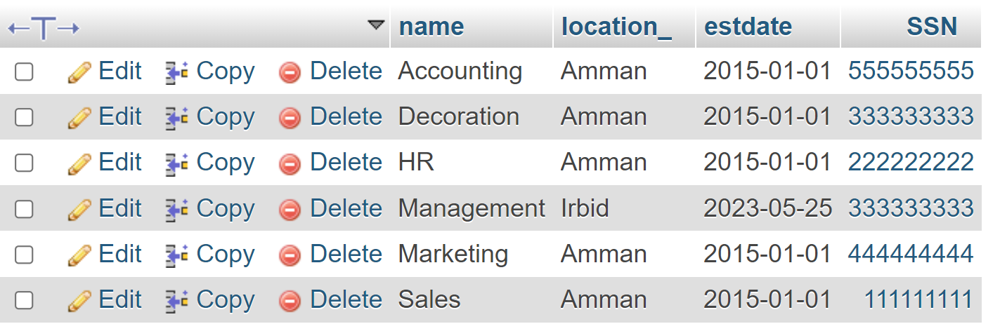 name location_ estdate SSN
Edit Copy Delete Accounting Amman 2015-01-01 555555555
Edit Copy Delete Decoration Amman 2015-01-01 333333333
Edit Copy Delete HR Amman 2015-01-01 222222222
Edit Copy Delete Management Irbid 2023-05-25 333333333
Edit Copy Delete Marketing Amman 2015-01-01 444444444
Edit Copy Delete Sales Amman 2015-01-01 111111111